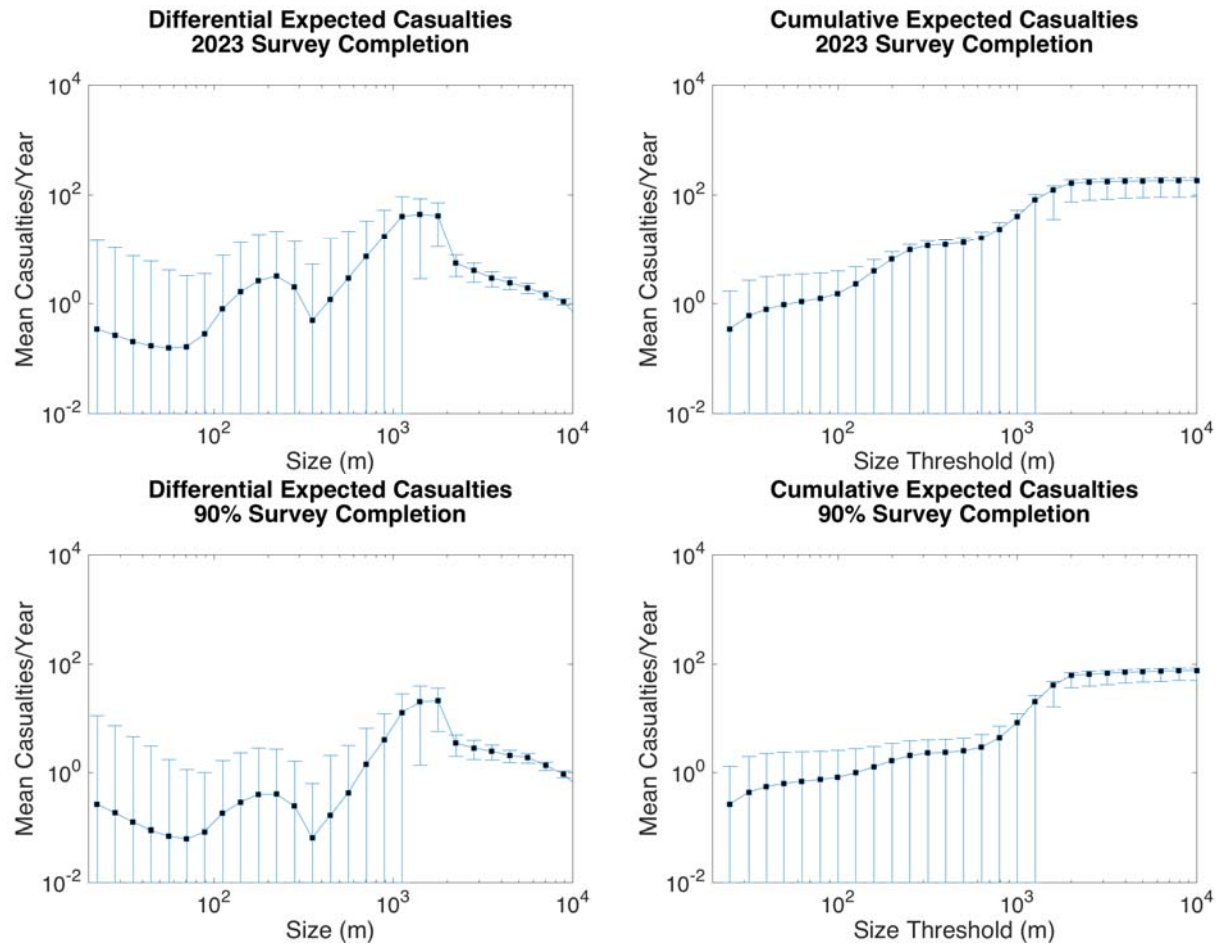 Differential Expected Casualties
2023 Survey Completion
10^4
10^2
10^0
10^-2
Mean Casualties/Year
10^2
10^3
10^4
Size (m)
Cumulative Expected Casualties
2023 Survey Completion
10^4
10^2
10^0
10^-2
Mean Casualties/Year
10^2
10^3
10^4
Size Threshold (m)
Differential Expected Casualties
90% Survey Completion
10^4
10^2
10^0
10^-2
Mean Casualties/Year
10^2
10^3
10^4
Size (m)
Cumulative Expected Casualties
90% Survey Completion
10^4
10^2
10^0
10^-2
Mean Casualties/Year
10^2
10^3
10^4
Size Threshold (m)